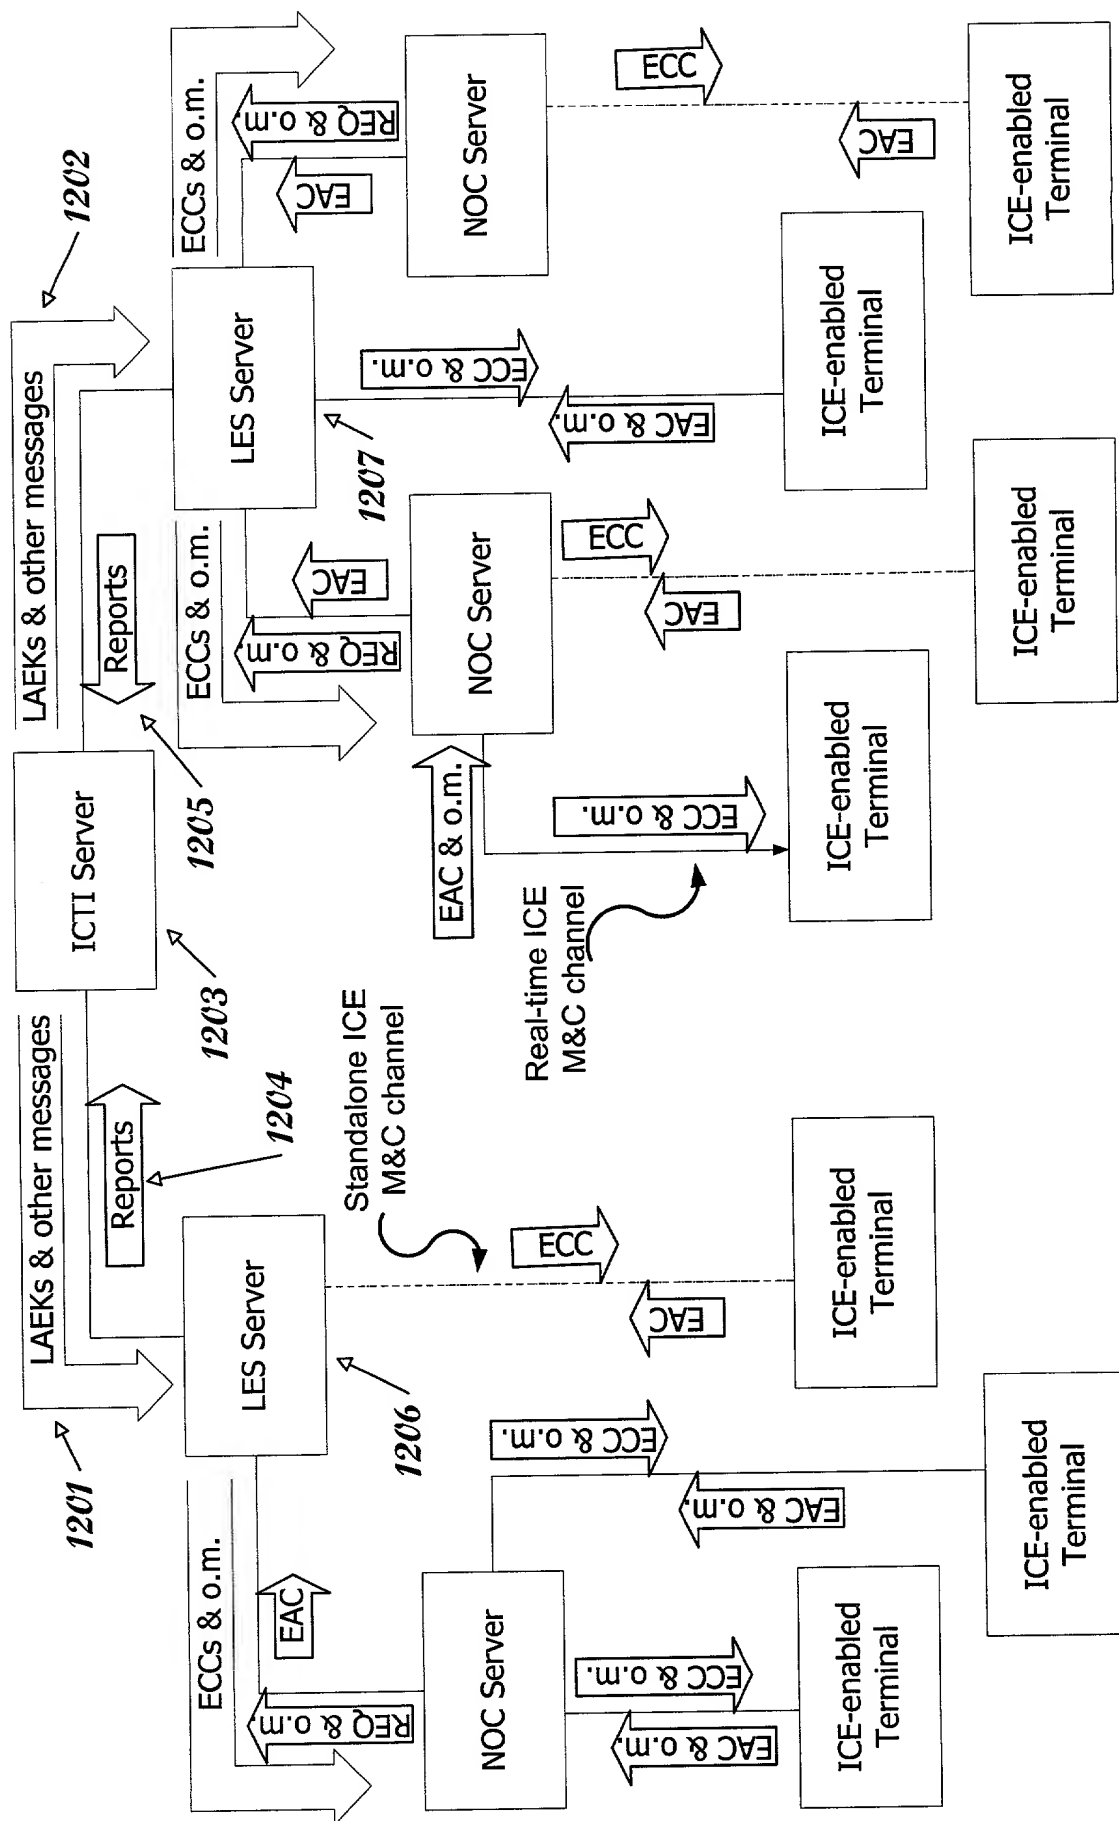 LAEKs & other messages
LAEKs & other messages
1201
1202
Reports
ICTI Server
Reports
1204
1203
1205
ECCs & o.m.
LES Server
ECCs & o.m.
LES Server
ECCs & o.m.
REQ & o.m.
EAC
1206
Standalone ICE
M&C channel
REQ & o.m.
EAC
1207
EAC
REQ & o.m.
NOC Server
EAC & o.m.
NOC Server
ECC & o.m.
EAC & o.m.
NOC Server
ECC & o.m.
EAC & o.m.
ECC & o.m.
EAC & o.m.
ECC
EAC
Real-time ICE
M&C channel
ECC & o.m.
ECC
EAC
ECC
EAC
ICE-enabled
Terminal
ICE-enabled
Terminal
ICE-enabled
Terminal
ICE-enabled
Terminal
ICE-enabled
Terminal
ICE-enabled
Terminal
ICE-enabled
Terminal